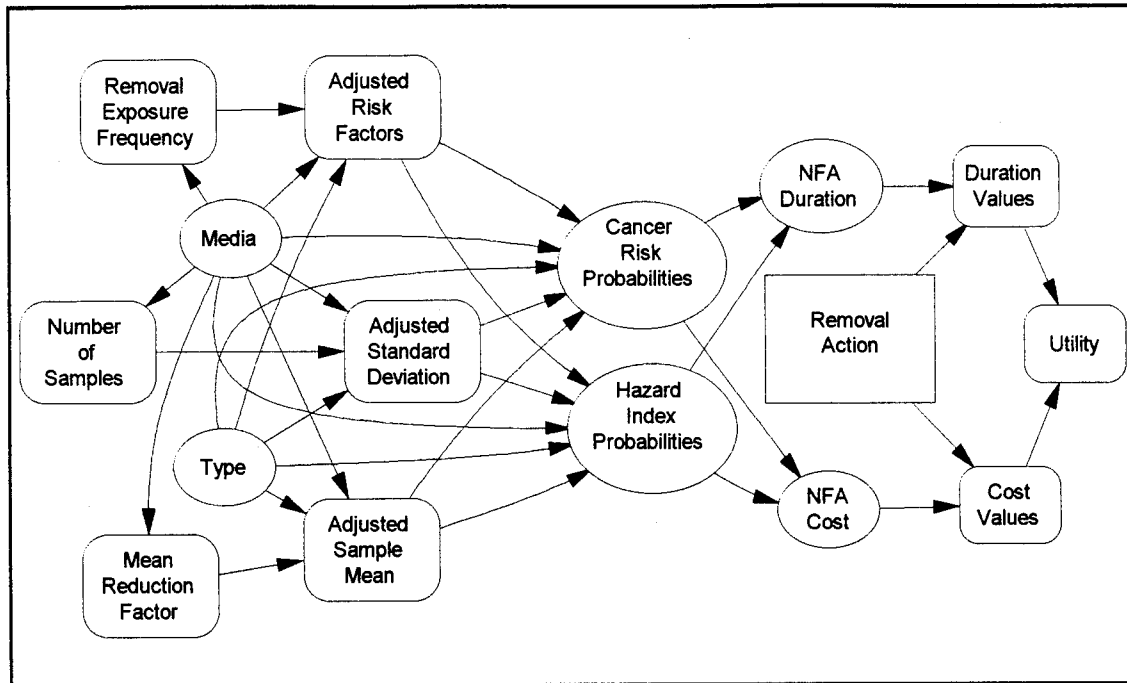 Removal
Exposure
Frequency
Adjusted
Risk
Factors
Media
Number
of
Samples
Adjusted
Standard
Deviation
Type
Mean
Reduction
Factor
Adjusted
Sample
Mean
Cancer
Risk
Probabilities
Hazard
Index
Probabilities
NFA
Duration
NFA
Cost
Duration
Values
Removal
Action
Cost
Values
Utility